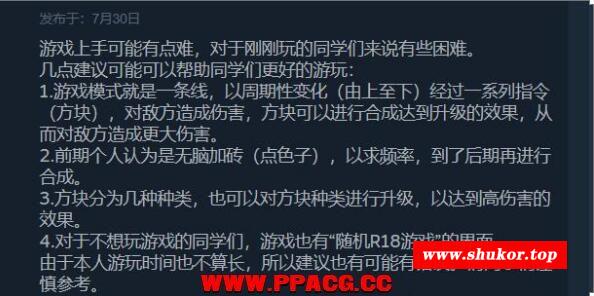 发布于：7月30日
游戏上手可能有点难，对于刚刚玩的同学们来说有些困难。
几点建议可能可以帮助同学们更好的游玩：
1.游戏模式就是一条线，以周期性变化（由上至下）经过一系列指令
（方块），对敌方造成伤害，方块可以进行合成达到升级的效果，从
而对敌方造成更大伤害。
2.前期个人认为是无脑加砖（点色子），以求频率，到了后期再进行
合成。
3.方块分为几种种类，也可以对方块种类进行升级，以达到高伤害的
效果。
4.对于不想玩游戏的同学们，游戏也有“随机R18游戏”的界面
www.shukor.top
由于本人游玩时间也不算长，所以建议也有可能有
慎参考。
WWW.PPACG.CC